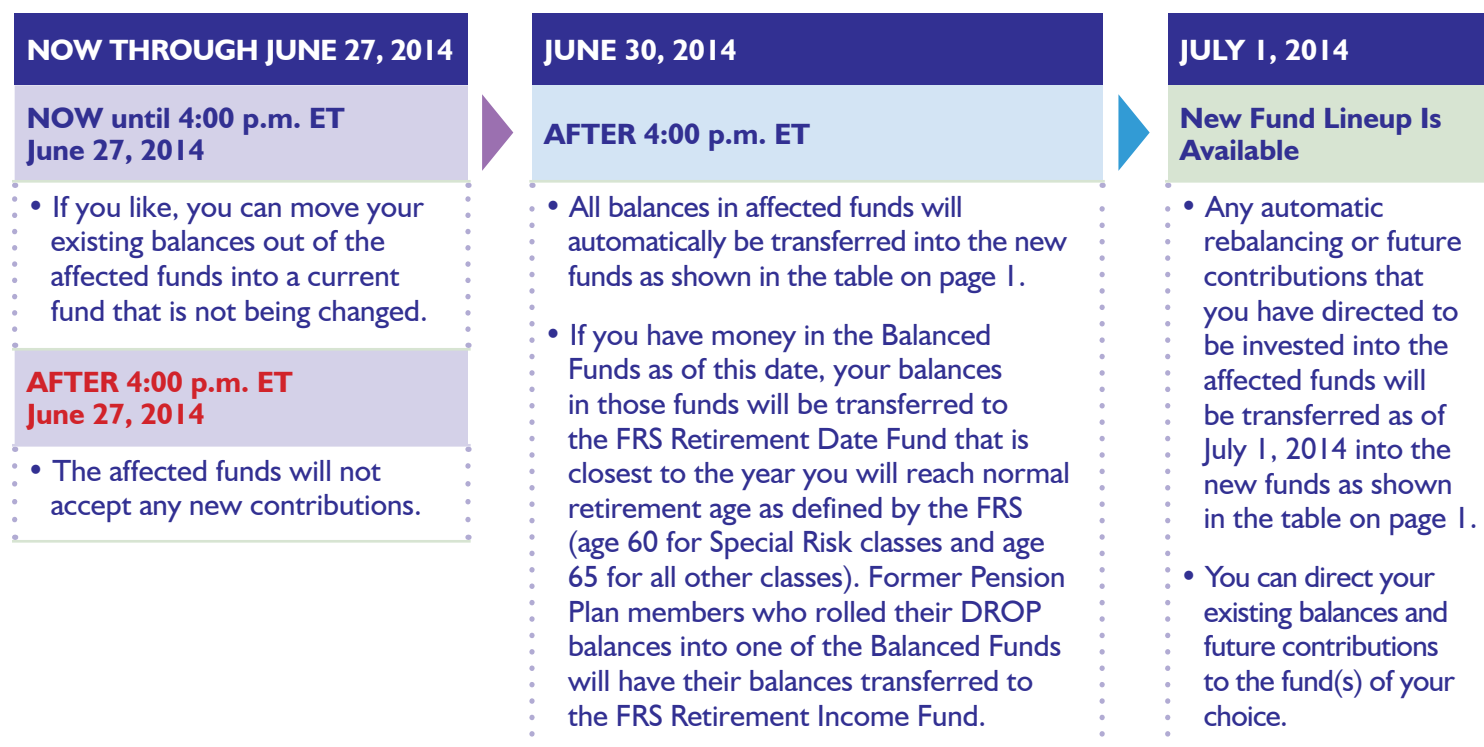 NOW THROUGH JUNE 27, 2014
NOW until 4:00 p.m. ET
June 27, 2014
• If you like, you can move your
existing balances out of the
affected funds into a current
fund that is not being changed.
AFTER 4:00 p.m. ET
June 27, 2014
• The affected funds will not
accept any new contributions.
JUNE 30, 2014
AFTER 4:00 p.m. ET
• All balances in affected funds will
automatically be transferred into the new
funds as shown in the table on page 1.
• If you have money in the Balanced
Funds as of this date, your balances
in those funds will be transferred to
the FRS Retirement Date Fund that is
closest to the year you will reach normal
retirement age as defined by the FRS
(age 60 for Special Risk classes and age
65 for all other classes). Former Pension
Plan members who rolled their DROP
balances into one of the Balanced Funds
will have their balances transferred to
the FRS Retirement Income Fund.
JULY 1, 2014
New Fund Lineup Is
Available
• Any automatic
rebalancing or future
contributions that
you have directed to
be invested into the
affected funds will
be transferred as of
July 1, 2014 into the
new funds as shown
in the table on page 1.
• You can direct your
existing balances and
future contributions
to the fund(s) of your
choice.